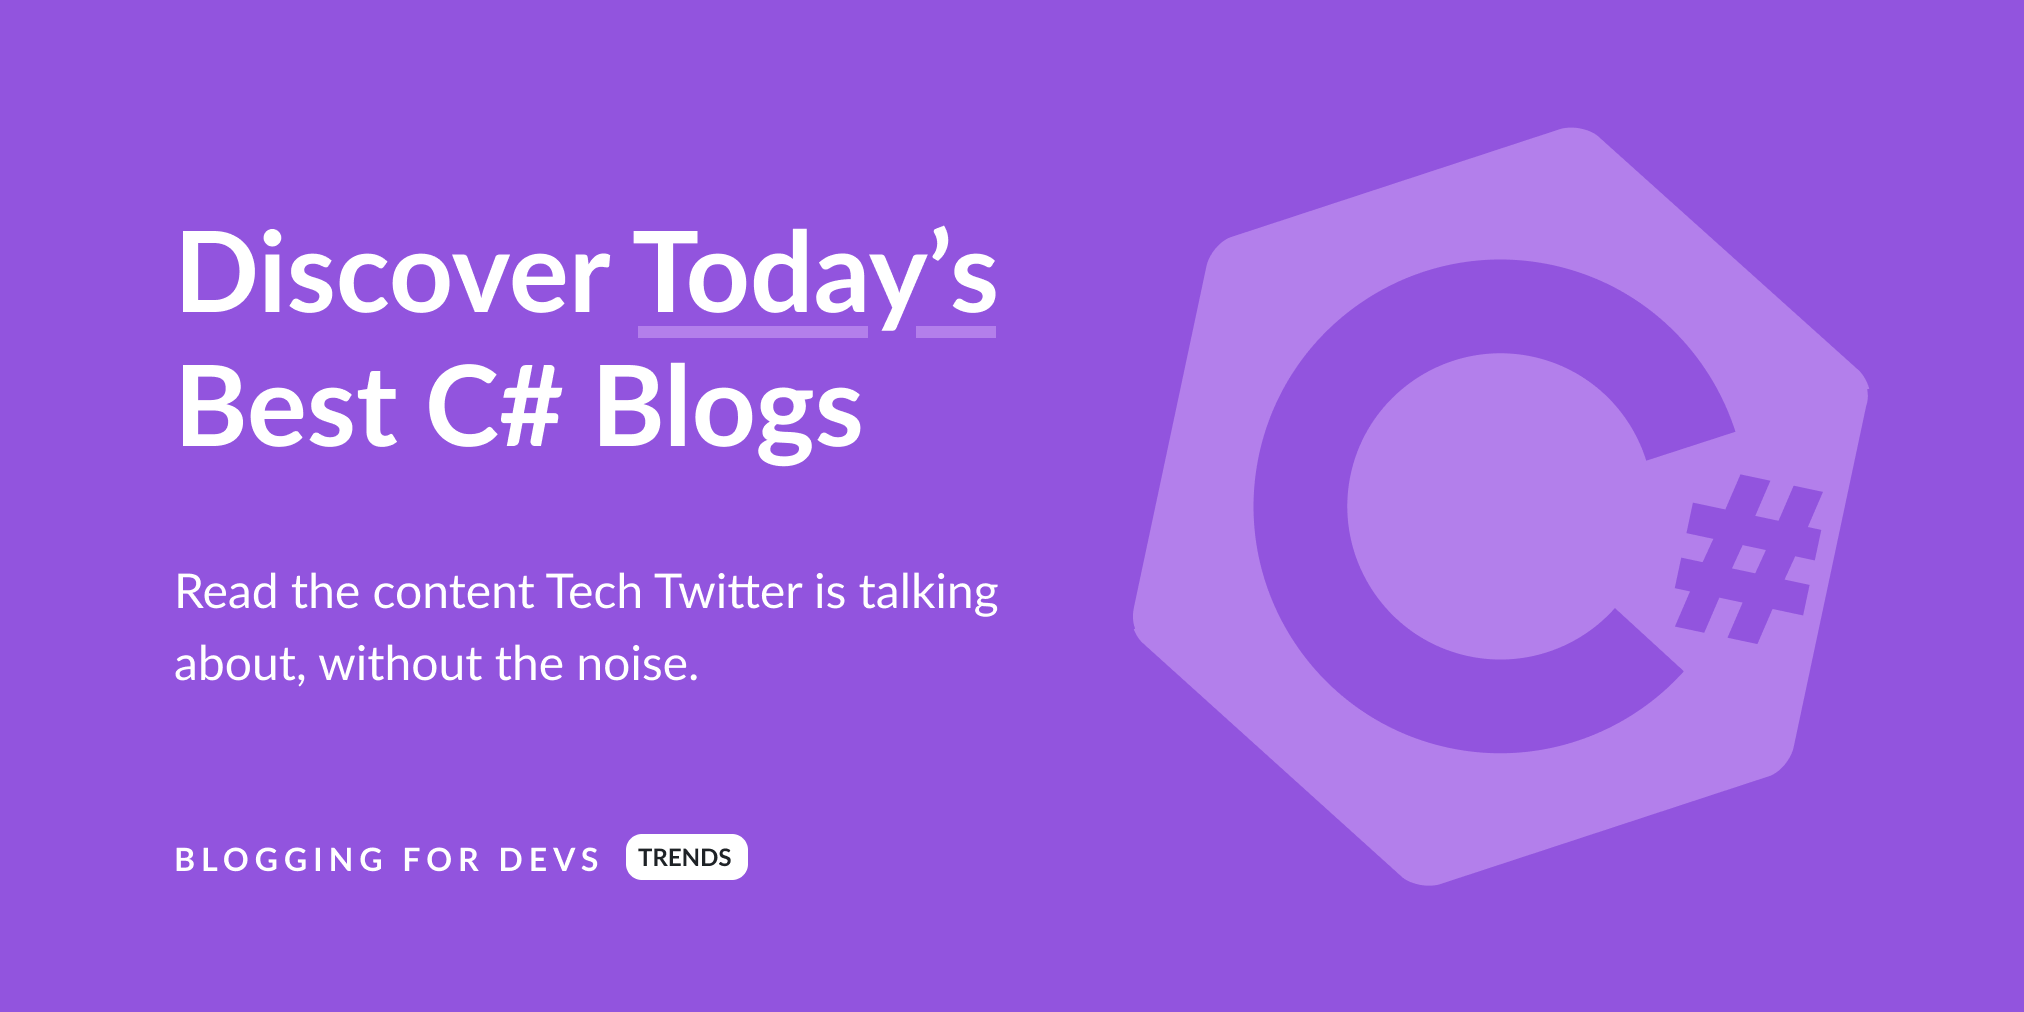 Discover Today’s
Best C# Blogs
Read the content Tech Twitter is talking
about, without the noise.
BLOGGING FOR DEVS TRENDS
C#